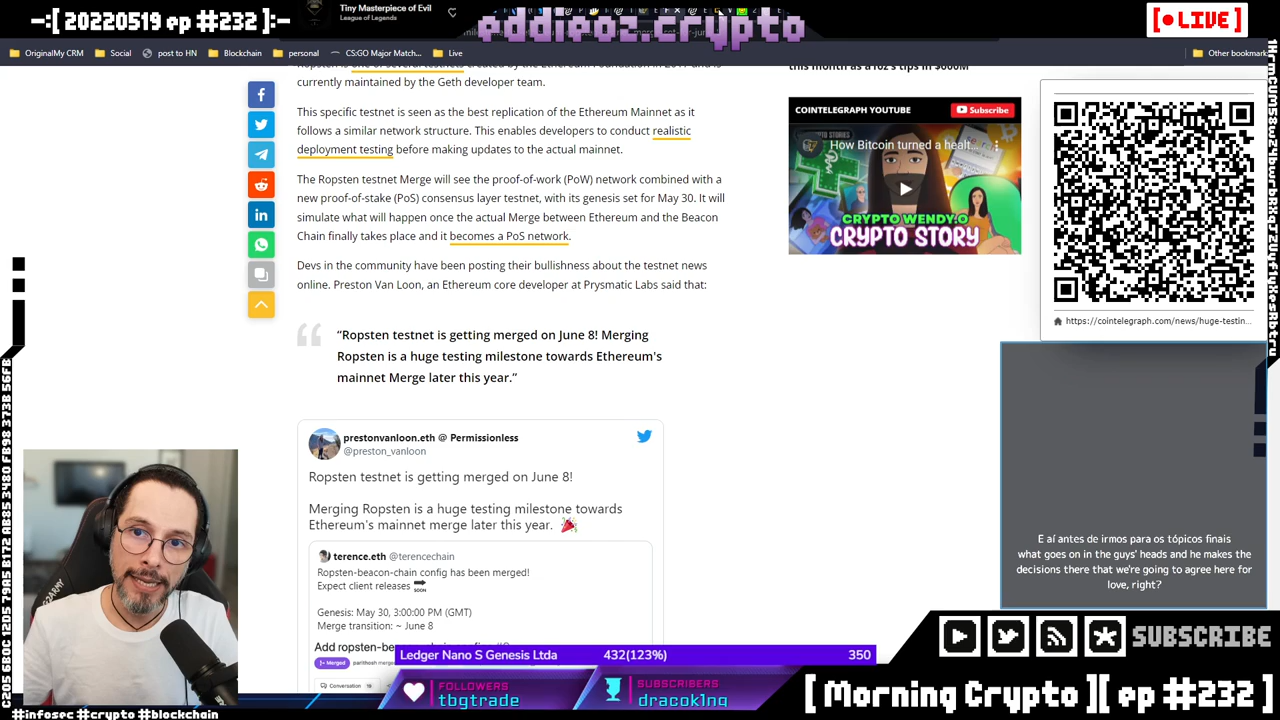 -:[ 20220519 ep #232 ]:-
Tiny Masterpiece of Evil
League of Legends
eddieoz.crypto
[● LIVE ]
OriginalMy CRM
Social
post to HN
Blockchain
personal
CS:GO Major Match...
Live
Other bookmark
currently maintained by the Geth developer team.
This specific testnet is seen as the best replication of the Ethereum Mainnet as it
follows a similar network structure. This enables developers to conduct realistic
deployment testing before making updates to the actual mainnet.
The Ropsten testnet Merge will see the proof-of-work (PoW) network combined with a
new proof-of-stake (PoS) consensus layer testnet, with its genesis set for May 30. It will
simulate what will happen once the actual Merge between Ethereum and the Beacon
Chain finally takes place and it becomes a PoS network.
Devs in the community have been posting their bullishness about the testnet news
online. Preston Van Loon, an Ethereum core developer at Prysmatic Labs said that:
“Ropsten testnet is getting merged on June 8! Merging
Ropsten is a huge testing milestone towards Ethereum's
mainnet Merge later this year.”
prestonvanloon.eth @ Permissionless
@preston_vanloon
Ropsten testnet is getting merged on June 8!
Merging Ropsten is a huge testing milestone towards
Ethereum's mainnet merge later this year. 🎉
terence.eth @terencechain
Ropsten-beacon-chain config has been merged!
Expect client releases
SOON
Genesis: May 30, 3:00:00 PM (GMT)
Merge transition: ~ June 8
Merged
Conversation
this month as
tips in $600M
COINTELEGRAPH YOUTUBE
Subscribe
How Bitcoin turned a healt...
CRYPTO WENDY.O
CRYPTO STORY
https://cointelegraph.com/news/huge-testin...
E aí antes de irmos para os tópicos finais
what goes on in the guys' heads and he makes the
decisions there that we're going to agree here for
love, right?
Ledger Nano S Genesis Ltda
432(123%)
350
FOLLOWERS
tbgtrade
SUBSCRIBERS
dracok1ng
SUBSCRIBE
[ Morning Crypto ][ ep #232 ]
#infosec #crypto #blockchain